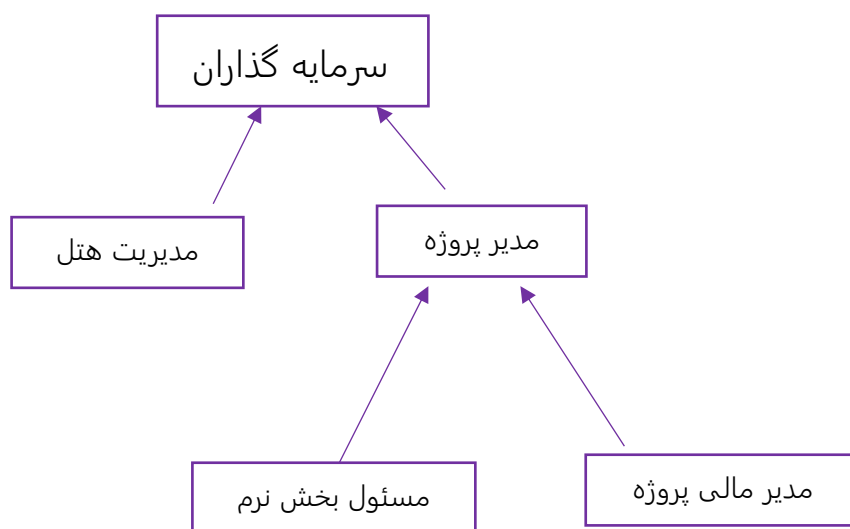 سرمایه گذاران
مدیر پروژه
مدیریت هتل
مدیر مالی پروژه
مسئول بخش نرم